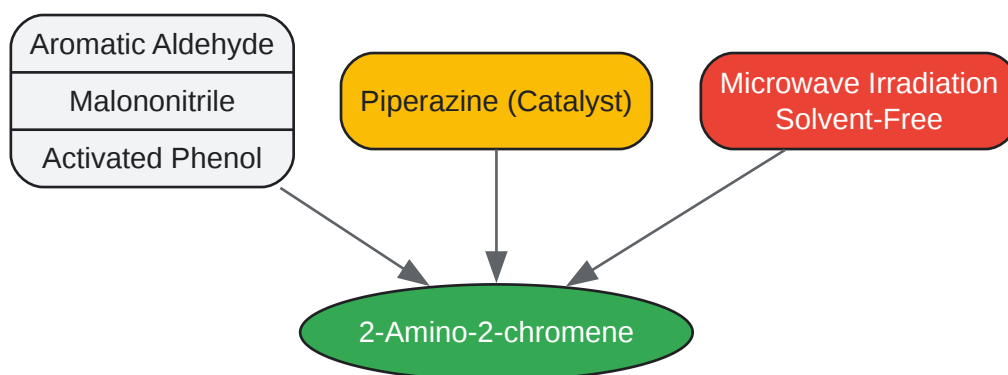 Aromatic Aldehyde
Malononitrile
Activated Phenol
Piperazine (Catalyst)
Microwave Irradiation
Solvent-Free
2-Amino-2-chromene